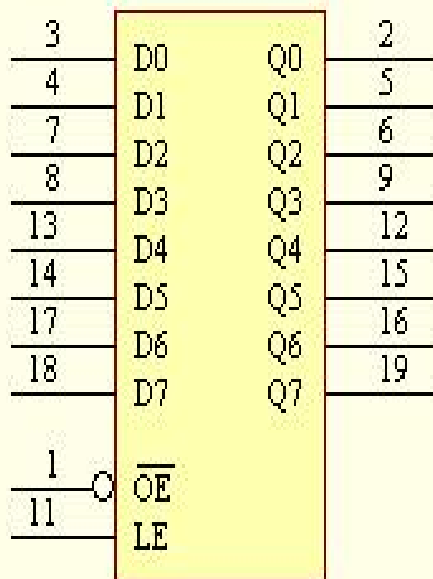 3 D0 Q0 2
4 D1 Q1 5
7 D2 Q2 6
8 D3 Q3 9
13 D4 Q4 12
14 D5 Q5 15
17 D6 Q6 16
18 D7 Q7 19
1 O̅E̅
11 LE